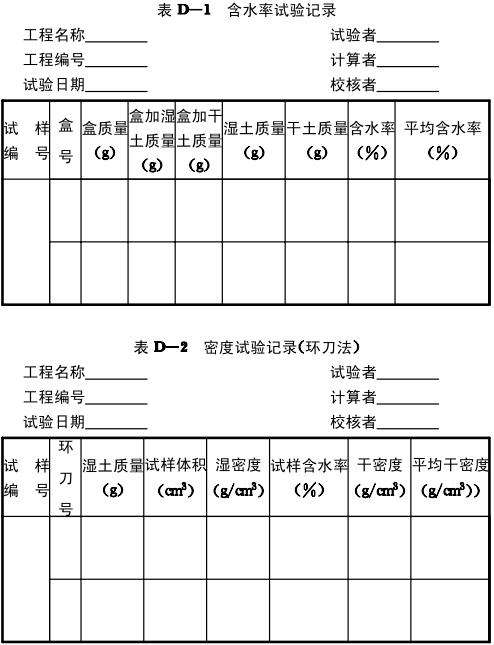 表 D—1 含水率试验记录
工程名称________ 试验者________
工程编号________ 计算者________
试验日期________ 校核者________
试样编号 盒号 盒质量(g) 盒加湿土质量(g) 盒加干土质量(g) 湿土质量(g) 干土质量(g) 含水率(%) 平均含水率(%)
表 D—2 密度试验记录(环刀法)
工程名称________ 试验者________
工程编号________ 计算者________
试验日期________ 校核者________
试样编号 环刀号 湿土质量(g) 试样体积(cm³) 湿密度(g/cm³) 试样含水率(%) 干密度(g/cm³) 平均干密度(g/cm³))